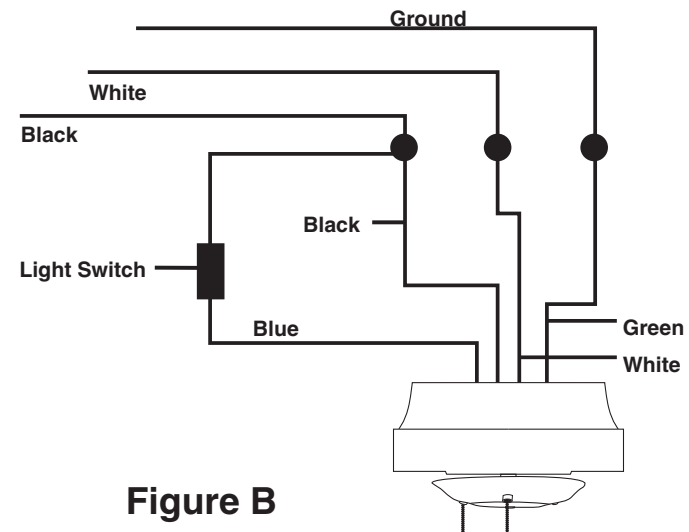 Ground
White
Black
Black
Light Switch
Blue
Green
White
Figure B